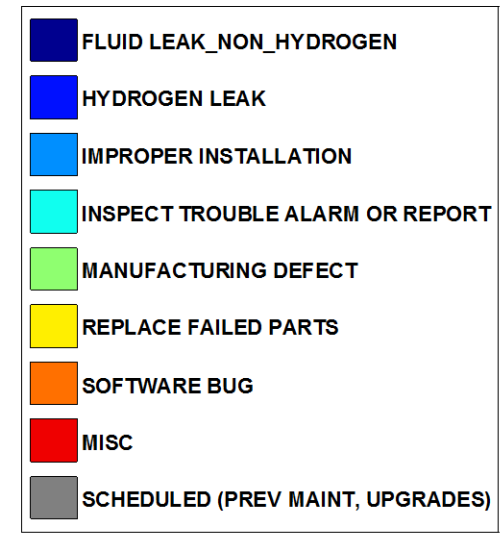 FLUID LEAK_NON_HYDROGEN
HYDROGEN LEAK
IMPROPER INSTALLATION
INSPECT TROUBLE ALARM OR REPORT
MANUFACTURING DEFECT
REPLACE FAILED PARTS
SOFTWARE BUG
MISC
SCHEDULED (PREV MAINT, UPGRADES)